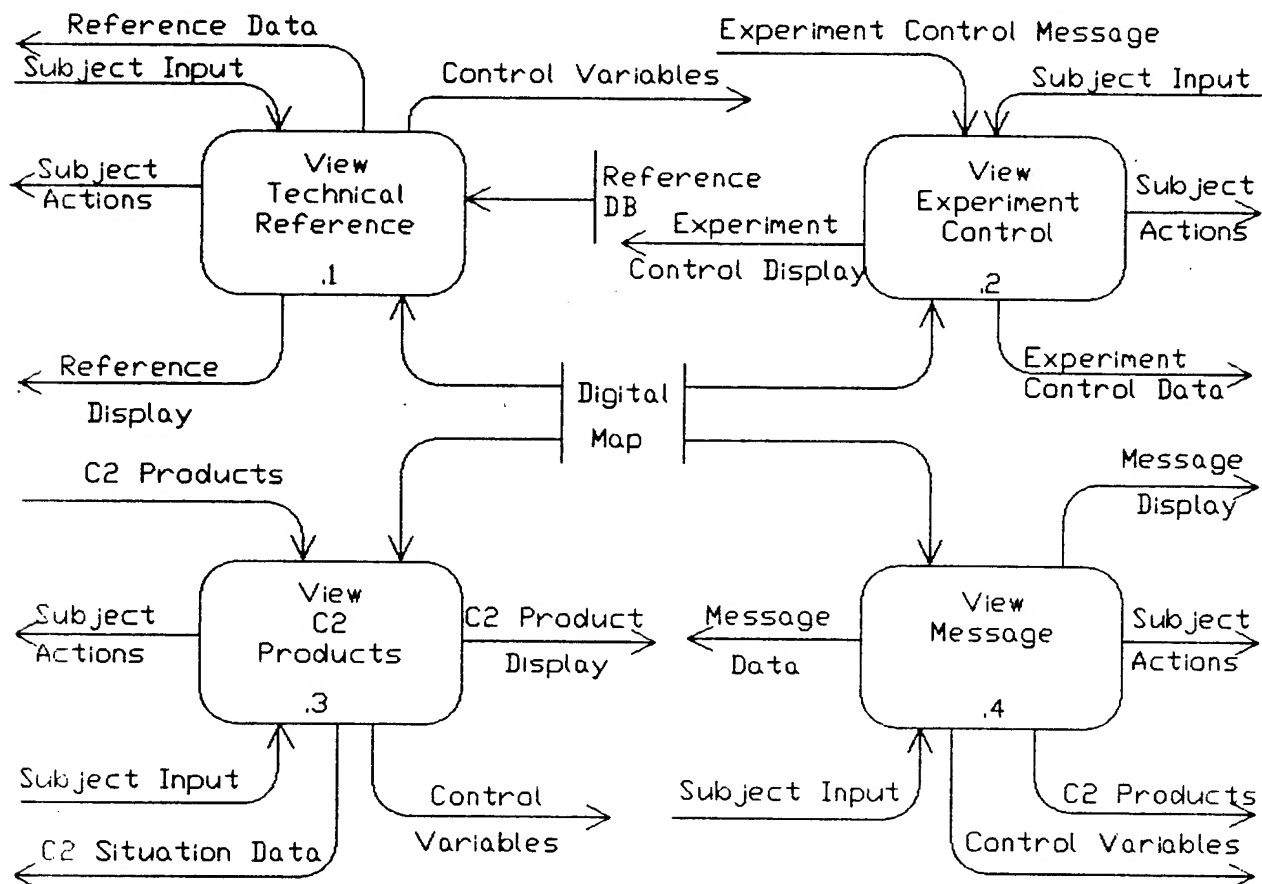 Reference Data
Subject Input
Control Variables
Experiment Control Message
Subject Input
View
Technical
Reference
.1
Subject
Actions
Reference
DB
View
Experiment
Control
.2
Subject
Actions
Experiment
Control Display
Reference
Display
Digital
Map
Experiment
Control Data
C2 Products
Message
Display
View
C2
Products
.3
Subject
Actions
C2 Product
Display
Message
Data
View
Message
.4
Subject
Actions
Subject Input
Control
Variables
C2 Situation Data
Subject Input
C2 Products
Control Variables